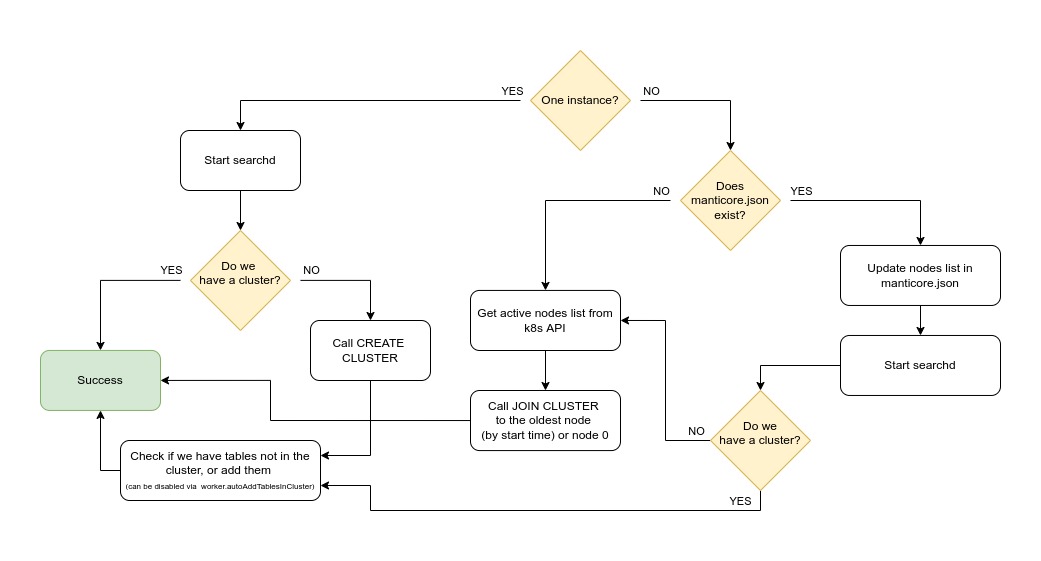 One instance?
YES
NO
Start searchd
Does
manticore.json
exist?
NO
YES
Do we
have a cluster?
YES
NO
Update nodes list in
manticore.json
Get active nodes list from
k8s API
Call CREATE
CLUSTER
Start searchd
Success
Call JOIN CLUSTER
to the oldest node
(by start time) or node 0
Do we
have a cluster?
NO
YES
Check if we have tables not in the
cluster, or add them
(can be disabled via worker.autoAddTablesInCluster)